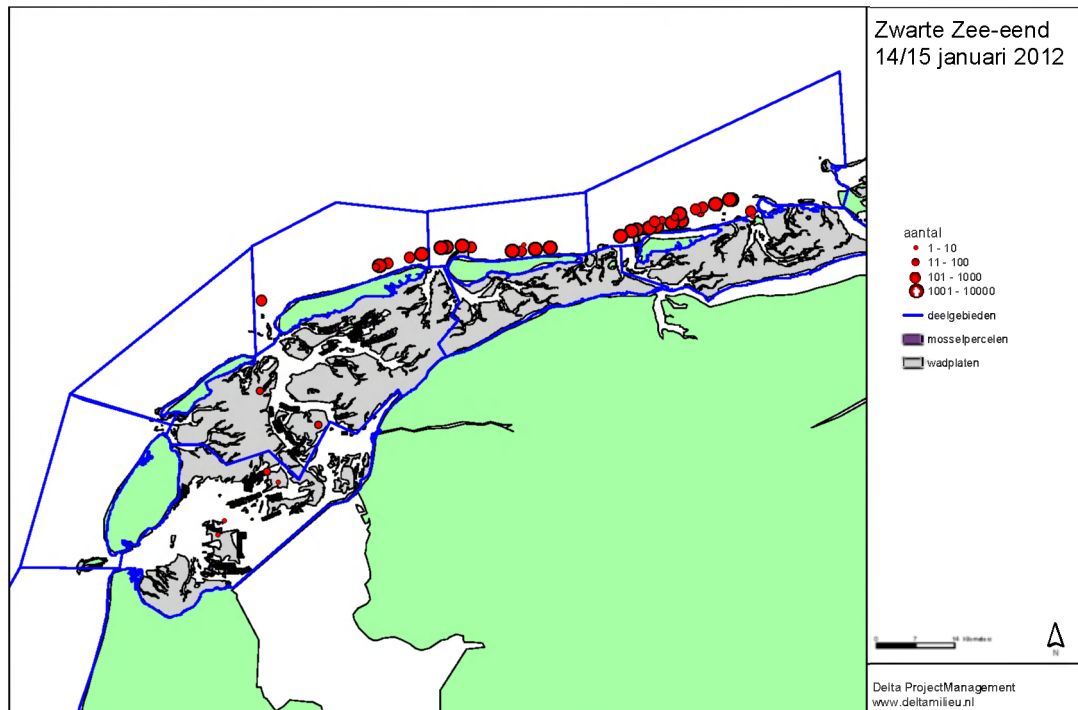 Zwarte Zee-eend
14/15 januari 2012
aantal
1 - 10
11 - 100
101 - 1000
1001 - 10000
deelgebieden
mosselpercelen
wadplaten
0 7 14 Kilometers
N
Delta ProjectManagement
www.deltamilieu.nl